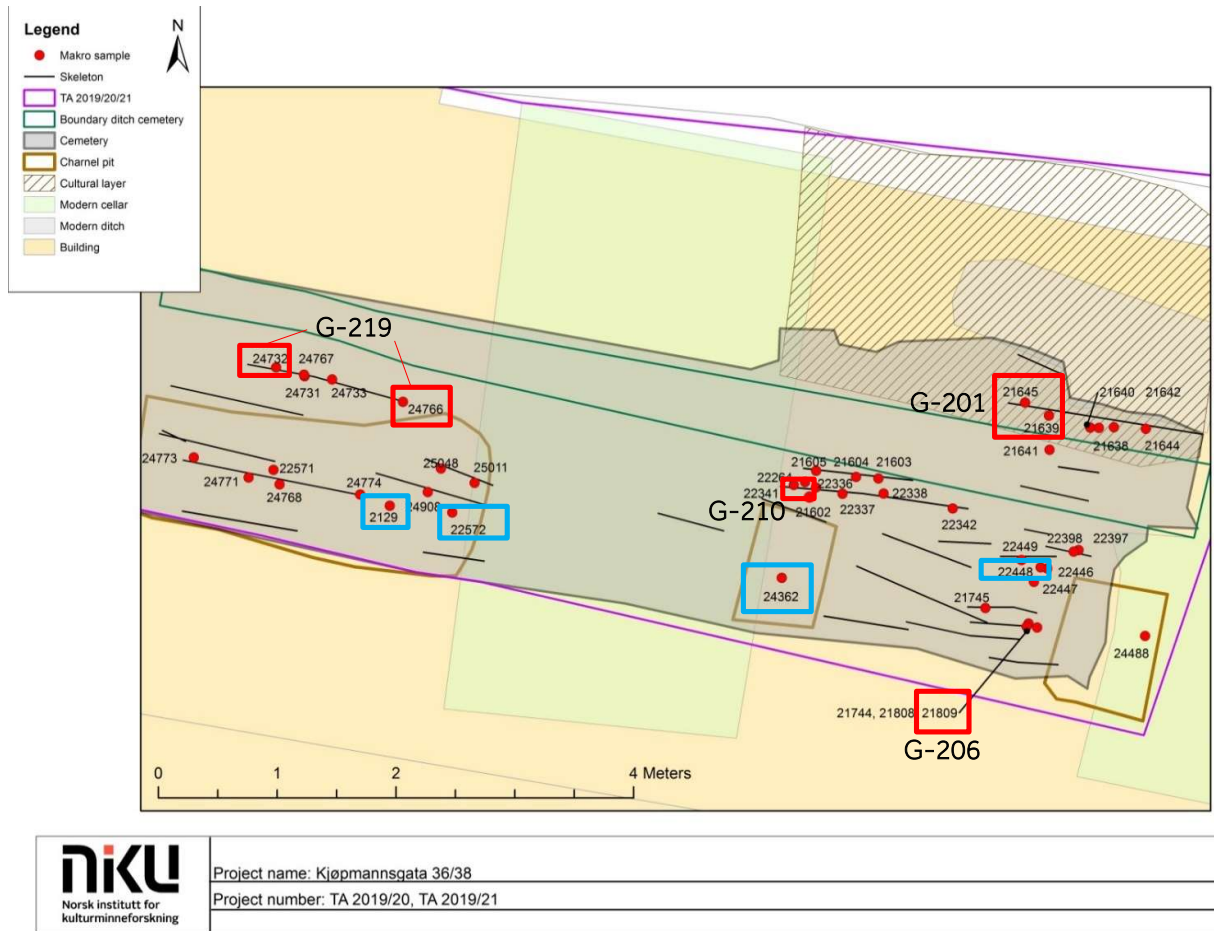 Legend
N
Makro sample
Skeleton
TA 2019/20/21
Boundary ditch cemetery
Cemetery
Charnel pit
Cultural layer
Modern cellar
Modern ditch
Building
G-219
24732 24767
24731 24733
24766
G-201
21645
21640 21642
21639
21638 21644
21641
24773
22571
24771
24768
24774
25048 25011
2129
24908
22572
21605 21604 21603
22264
22336
22341
22338
G-210
21602
22337
22342
24362
22449
22398 22397
22448
22446
22447
21745
24488
21744, 21808, 21809
G-206
0 1 2 4 Meters
NIKU
Norsk institutt for
kulturminneforskning
Project name: Kjøpmannsgata 36/38
Project number: TA 2019/20, TA 2019/21